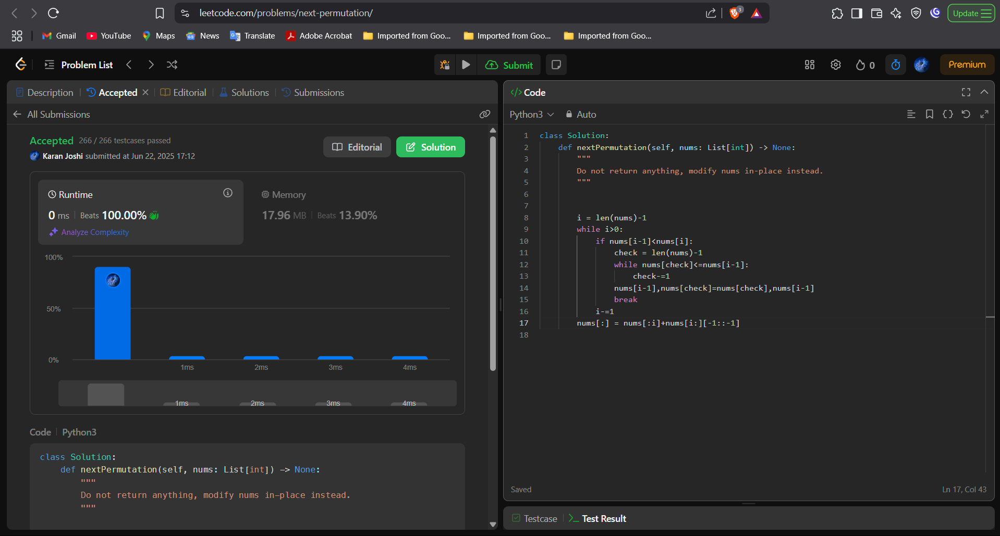 leetcode.com/problems/next-permutation/
3
Update
Gmail YouTube Maps News Translate Adobe Acrobat Imported from Goo... Imported from Goo... Imported from Goo...
Problem List
Submit
0
Premium
Description Accepted Editorial Solutions Submissions
All Submissions
Accepted 266 / 266 testcases passed
Karan Joshi submitted at Jun 22, 2025 17:12
Editorial
Solution
Runtime
0 ms Beats 100.00%
Analyze Complexity
Memory
17.96 MB Beats 13.90%
100%
50%
0%
1ms 2ms 3ms 4ms
1ms 2ms 3ms 4ms
Code Python3
class Solution:
def nextPermutation(self, nums: List[int]) -> None:
"""
Do not return anything, modify nums in-place instead.
"""
</> Code
Python3 Auto
1 class Solution:
2 def nextPermutation(self, nums: List[int]) -> None:
3 """
4 Do not return anything, modify nums in-place instead.
5 """
6
7
8 i = len(nums)-1
9 while i>0:
10 if nums[i-1]<nums[i]:
11 check = len(nums)-1
12 while nums[check]<=nums[i-1]:
13 check-=1
14 nums[i-1],nums[check]=nums[check],nums[i-1]
15 break
16 i-=1
17 nums[:] = nums[:i]+nums[i:][-1::-1]
18
Saved
Ln 17, Col 43
Testcase Test Result